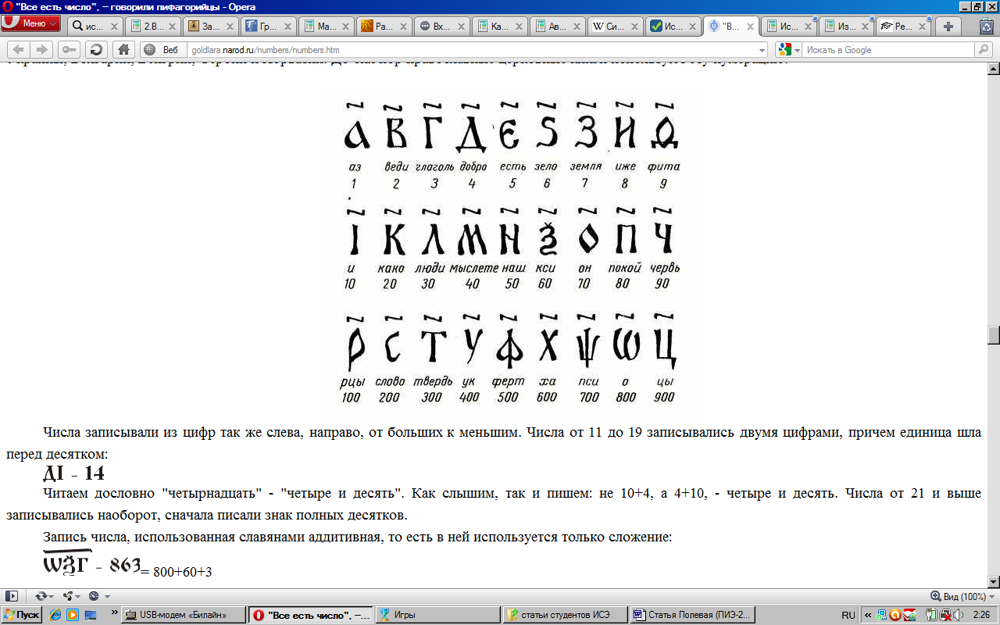 "Все есть число". – говорили пифагорийцы - Opera
Меню ис... 2.В... За... Гр... Ма... Ра... Вх... Ка... Ав... Си... Ис... "В... Ис... Из... Ре...
Веб goldlara.narod.ru/numbers/numbers.htm Искать в Google
А В Г Д Є Ѕ З И Ѳ
аз веди глаголь добро есть зело земля иже фита
1 2 3 4 5 6 7 8 9
І К Л М Н Ѯ О П Ч
и како люди мыслете наш кси он покой червь
10 20 30 40 50 60 70 80 90
Р С Т У Ф Х Ѱ Ѡ Ц
рцы слово твердь ук ферт ха пси о цы
100 200 300 400 500 600 700 800 900
Числа записывали из цифр так же слева, направо, от больших к меньшим. Числа от 11 до 19 записывались двумя цифрами, причем единица шла
перед десятком:
ДІ - 14
Читаем дословно "четырнадцать" - "четыре и десять". Как слышим, так и пишем: не 10+4, а 4+10, - четыре и десять. Числа от 21 и выше
записывались наоборот, сначала писали знак полных десятков.
Запись числа, использованная славянами аддитивная, то есть в ней используется только сложение:
ѠѮГ - 863= 800+60+3
Вид (100%)
Пуск USB-модем «Билайн» "Все есть число". –... Игры статьи студентов ИСЭ Статья Полевая (ПИЭ-2... RU 2:26